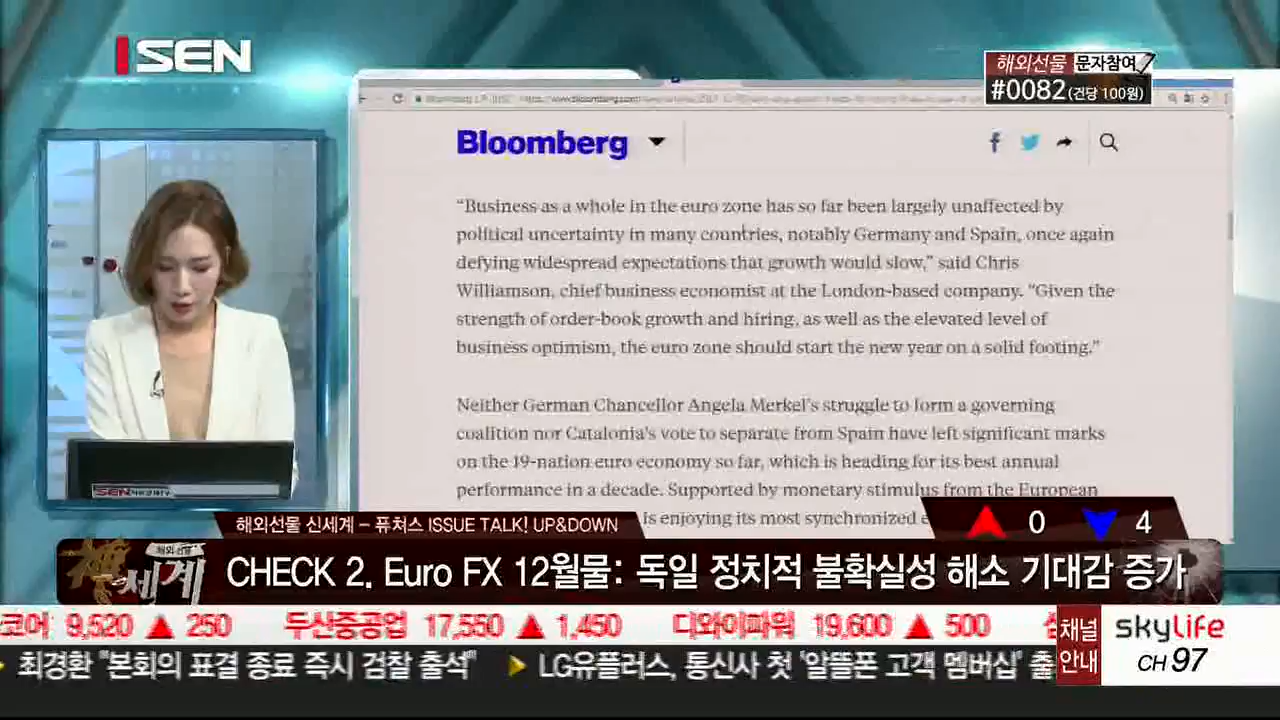 SEN
해외선물 문자참여
#0082(건당 100원)
Bloomberg
“Business as a whole in the euro zone has so far been largely unaffected by
political uncertainty in many countries, notably Germany and Spain, once again
defying widespread expectations that growth would slow,” said Chris
Williamson, chief business economist at the London-based company. “Given the
strength of order-book growth and hiring, as well as the elevated level of
business optimism, the euro zone should start the new year on a solid footing.”
Neither German Chancellor Angela Merkel’s struggle to form a governing
coalition nor Catalonia’s vote to separate from Spain have left significant marks
on the 19-nation euro economy so far, which is heading for its best annual
performance in a decade. Supported by monetary stimulus from the European
is enjoying its most synchronized e
SEN
해외선물 신세계 – 퓨쳐스 ISSUE TALK! UP&DOWN
▲ 0 ▼ 4
해외선물
세계
CHECK 2. Euro FX 12월물: 독일 정치적 불확실성 해소 기대감 증가
코어 9,520 ▲ 250 두산중공업 17,550 ▲ 1,450 디와이파워 19,600 ▲ 500
채널
안내
skylife
CH 97
최경환 "본회의 표결 종료 즉시 검찰 출석" ▶ LG유플러스, 통신사 첫 '알뜰폰 고객 멤버십' 출